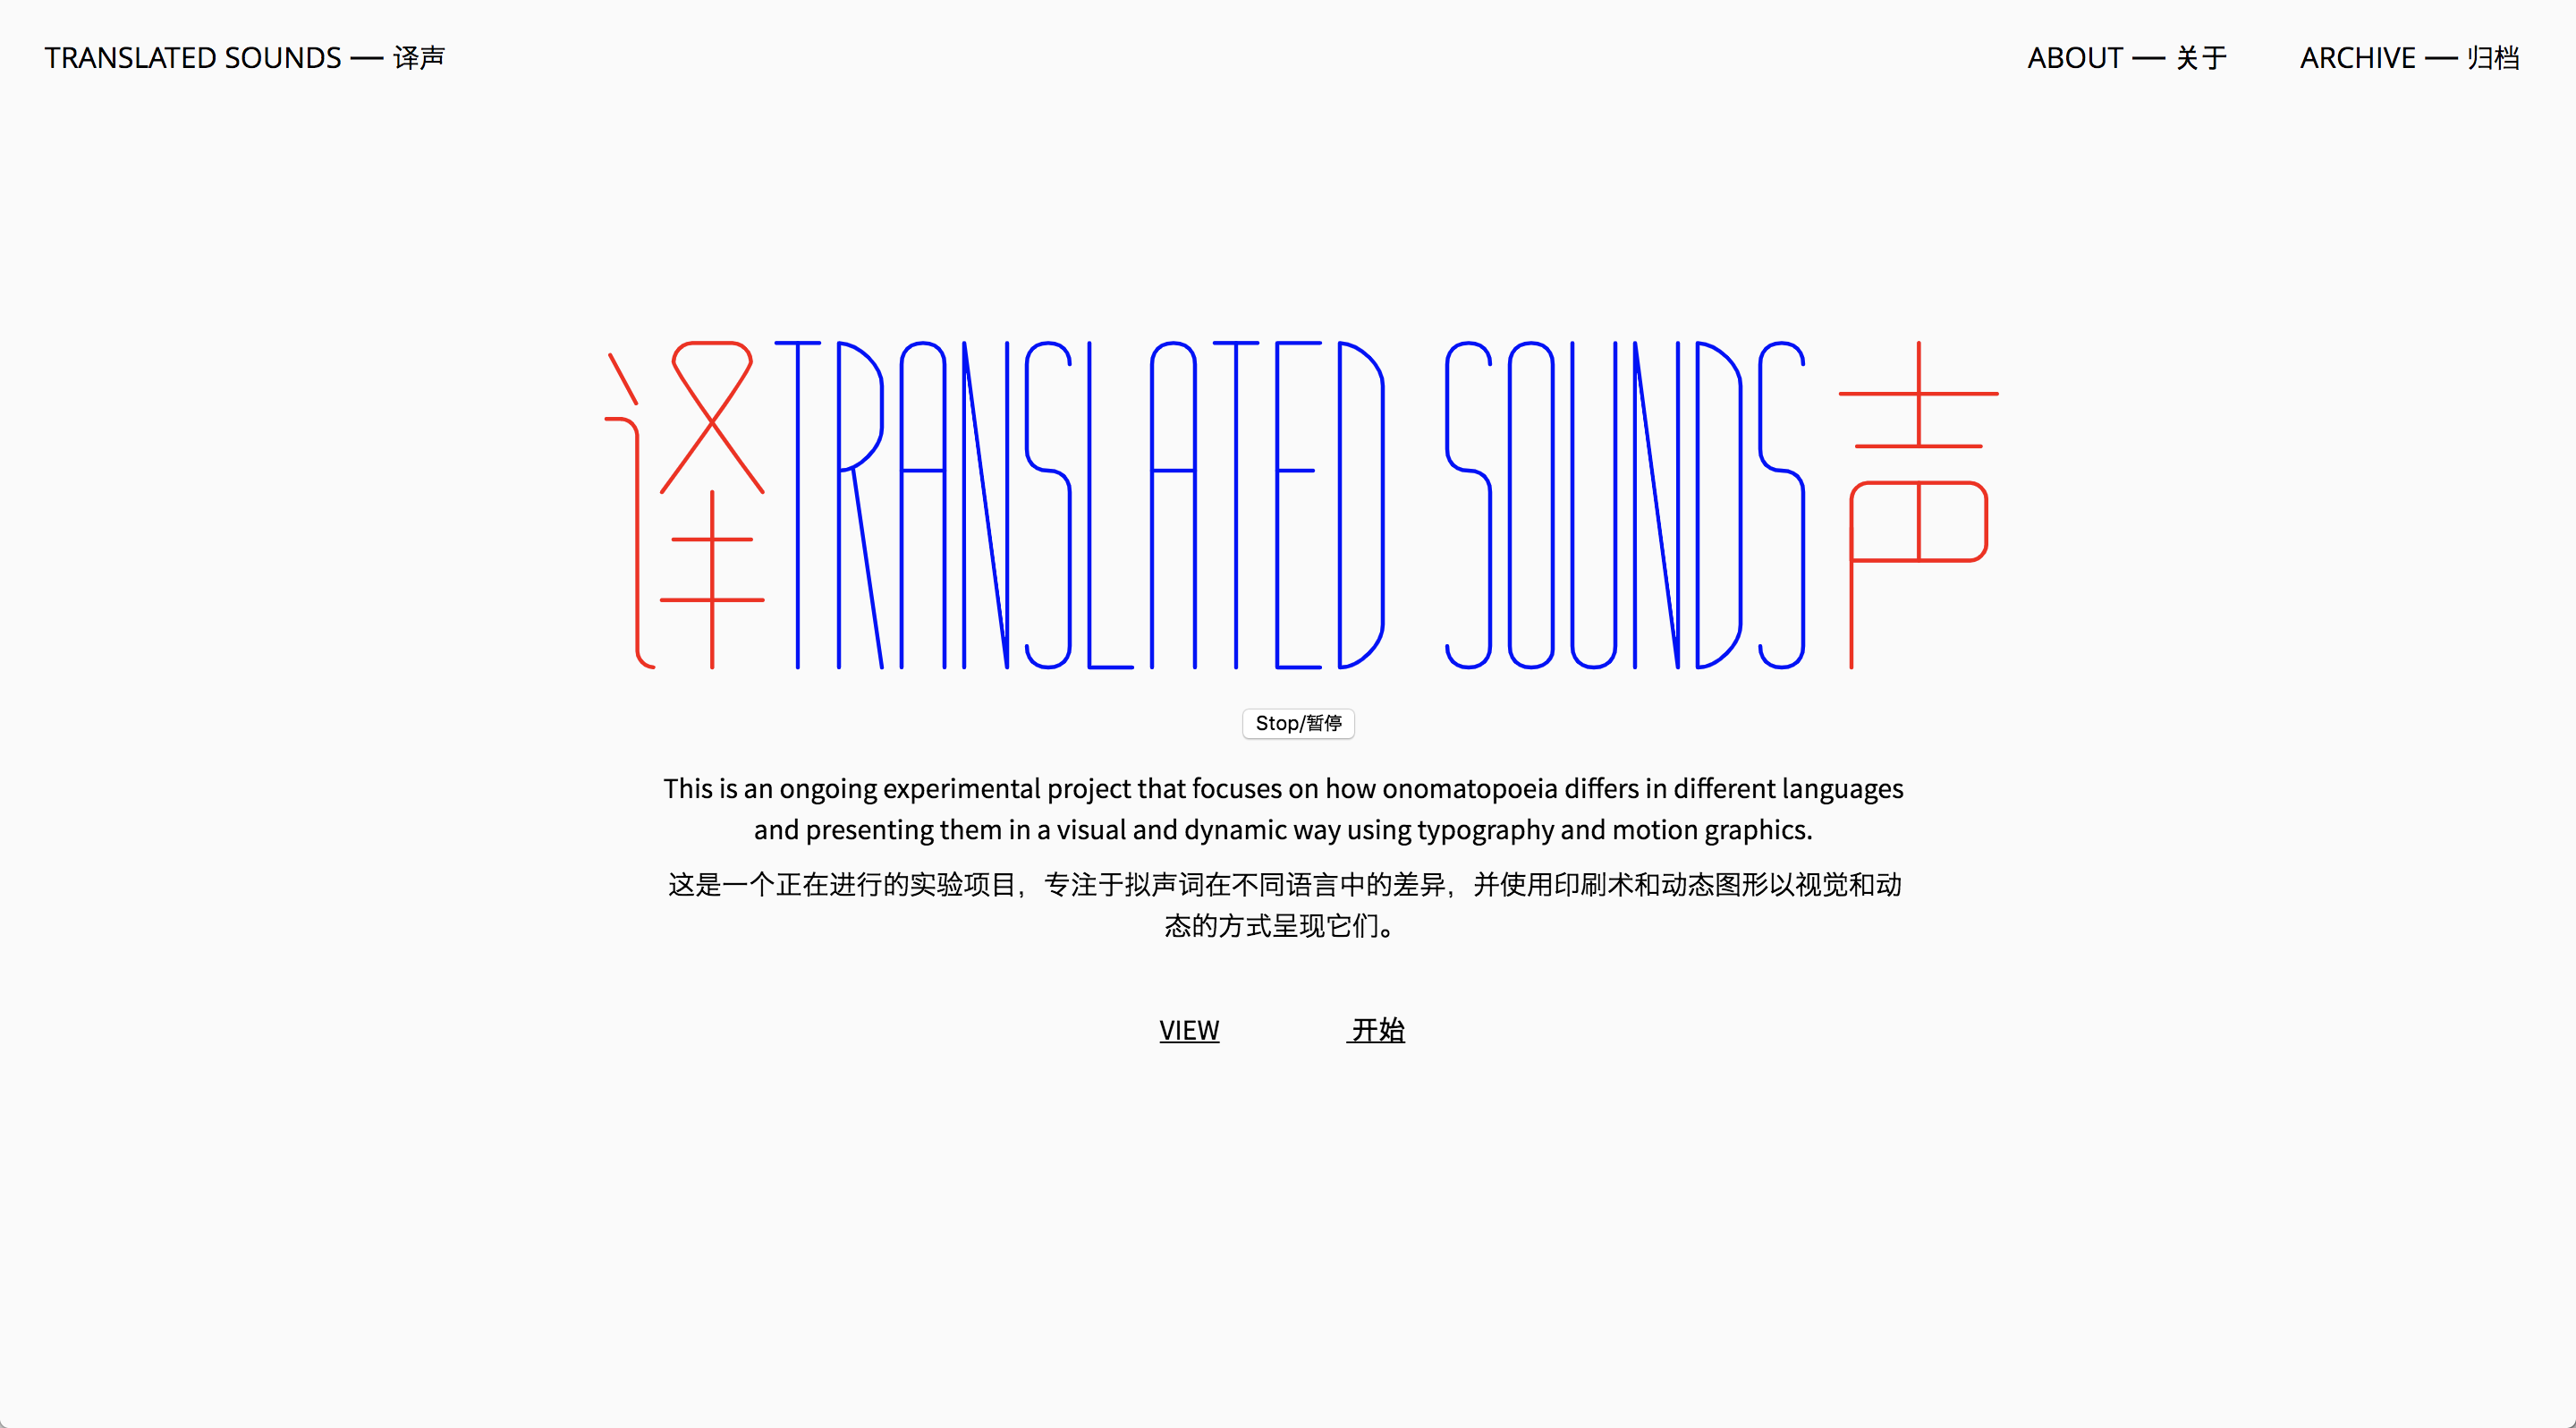 TRANSLATED SOUNDS — 译声
ABOUT — 关于
ARCHIVE — 归档
译TRANSLATED SOUNDS声
Stop/暂停
This is an ongoing experimental project that focuses on how onomatopoeia differs in different languages
and presenting them in a visual and dynamic way using typography and motion graphics.
这是一个正在进行的实验项目，专注于拟声词在不同语言中的差异，并使用印刷术和动态图形以视觉和动
态的方式呈现它们。
VIEW
开始